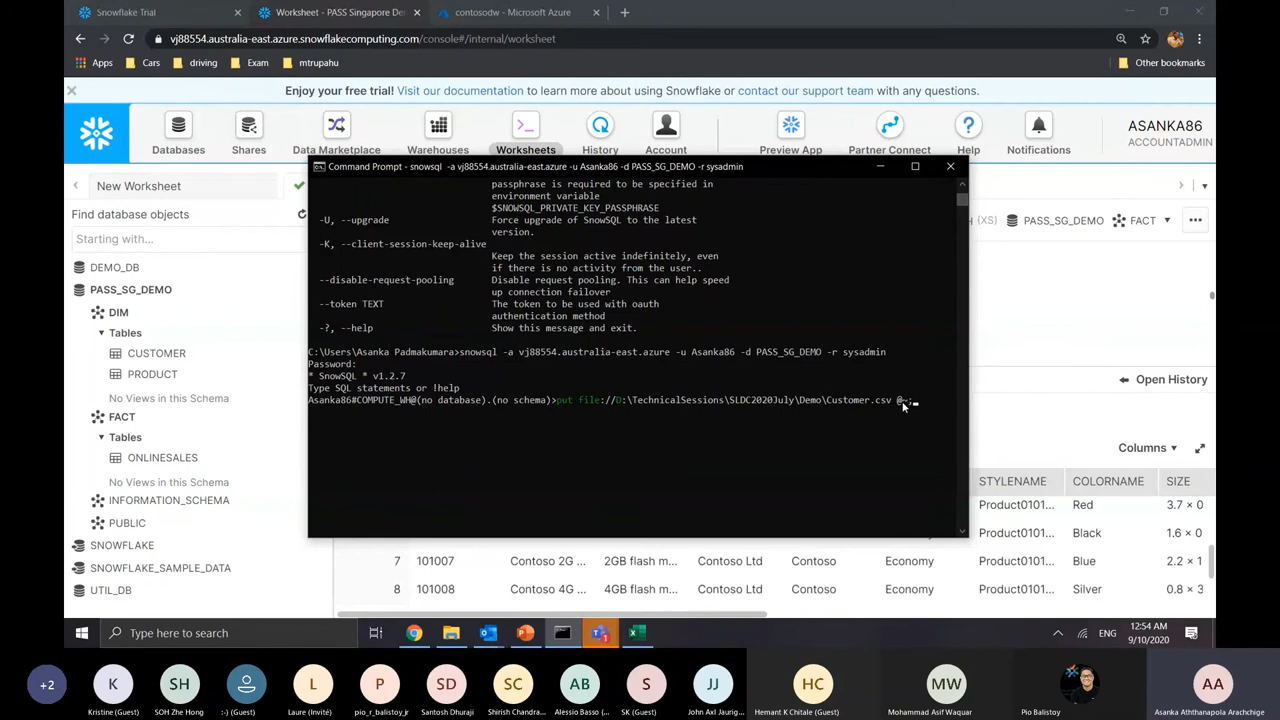 Snowflake Trial
Worksheet - PASS Singapore De
contosodw - Microsoft Azure
vj88554.australia-east.azure.snowflakecomputing.com/console#/internal/worksheet
Apps
Cars
driving
Exam
mtrupahu
Other bookmarks
Enjoy your free trial! Visit our documentation to learn more about using Snowflake or contact our support team with any questions.
Databases
Shares
Data Marketplace
Warehouses
Worksheets
History
Account
Preview App
Partner Connect
Help
Notifications
ASANKA86
ACCOUNTADMIN
Command Prompt - snowsql -a vj88554.australia-east.azure -u Asanka86 -d PASS_SG_DEMO -r sysadmin
New Worksheet
Find database objects
Starting with...
(XS)
PASS_SG_DEMO
FACT
passphrase is required to be specified in
environment variable
$SNOWSQL_PRIVATE_KEY_PASSPHRASE
-U, --upgrade Force upgrade of SnowSQL to the latest
version.
-K, --client-session-keep-alive
Keep the session active indefinitely, even
if there is no activity from the user..
--disable-request-pooling Disable request pooling. This can help speed
up connection failover
--token TEXT The token to be used with oauth
authentication method
-?, --help Show this message and exit.
C:\Users\Asanka Padmakumara>snowsql -a vj88554.australia-east.azure -u Asanka86 -d PASS_SG_DEMO -r sysadmin
Password:
* SnowSQL * v1.2.7
Type SQL statements or !help
Asanka86#COMPUTE_WH@(no database).(no schema)>put file://D:\TechnicalSessions\SLDC2020July\Demo\Customer.csv @~;
DEMO_DB
PASS_SG_DEMO
DIM
Tables
CUSTOMER
PRODUCT
FACT
Tables
ONLINESALES
No Views in this Schema
INFORMATION_SCHEMA
No Views in this Schema
PUBLIC
SNOWFLAKE
SNOWFLAKE_SAMPLE_DATA
UTIL_DB
Open History
Columns
STYLENAME COLORNAME SIZE
Product0101... Red 3.7 × 0
Product0101... Black 1.6 × 0
7 101007 Contoso 2G ... 2GB flash m... Contoso Ltd Contoso Economy Product0101... Blue 2.2 × 1
8 101008 Contoso 4G ... 4GB flash m... Contoso Ltd Contoso Economy Product0101... Silver 0.8 × 3
Type here to search
1
ENG
12:54 AM
9/10/2020
+2
K
SH
L
P
SD
SC
AB
S
JJ
HC
MW
AA
Kristine (Guest)
SOH Zhe Hong
:-) (Guest)
Laure (Invité)
pio_r_balistoy_jr
Santosh Dhuraji
Shirish Chandra...
Alessio Basso (...
SK (Guest)
John Axl Jaurig...
Hemant K Chitale (Guest)
Mohammad Asif Waquar
Pio Balistoy
Asanka Aththanapola Arachchige